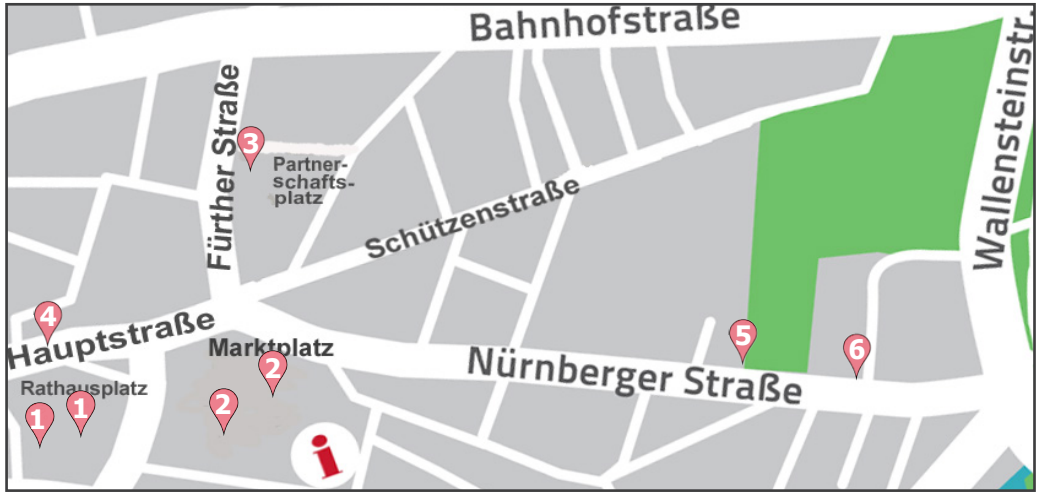 Bahnhofstraße
Wallensteinstr.
Fürther Straße
3
Partner-
schafts-
platz
Schützenstraße
4
Hauptstraße
Marktplatz
5
6
Nürnberger Straße
Rathausplatz
1
1
2
2
i